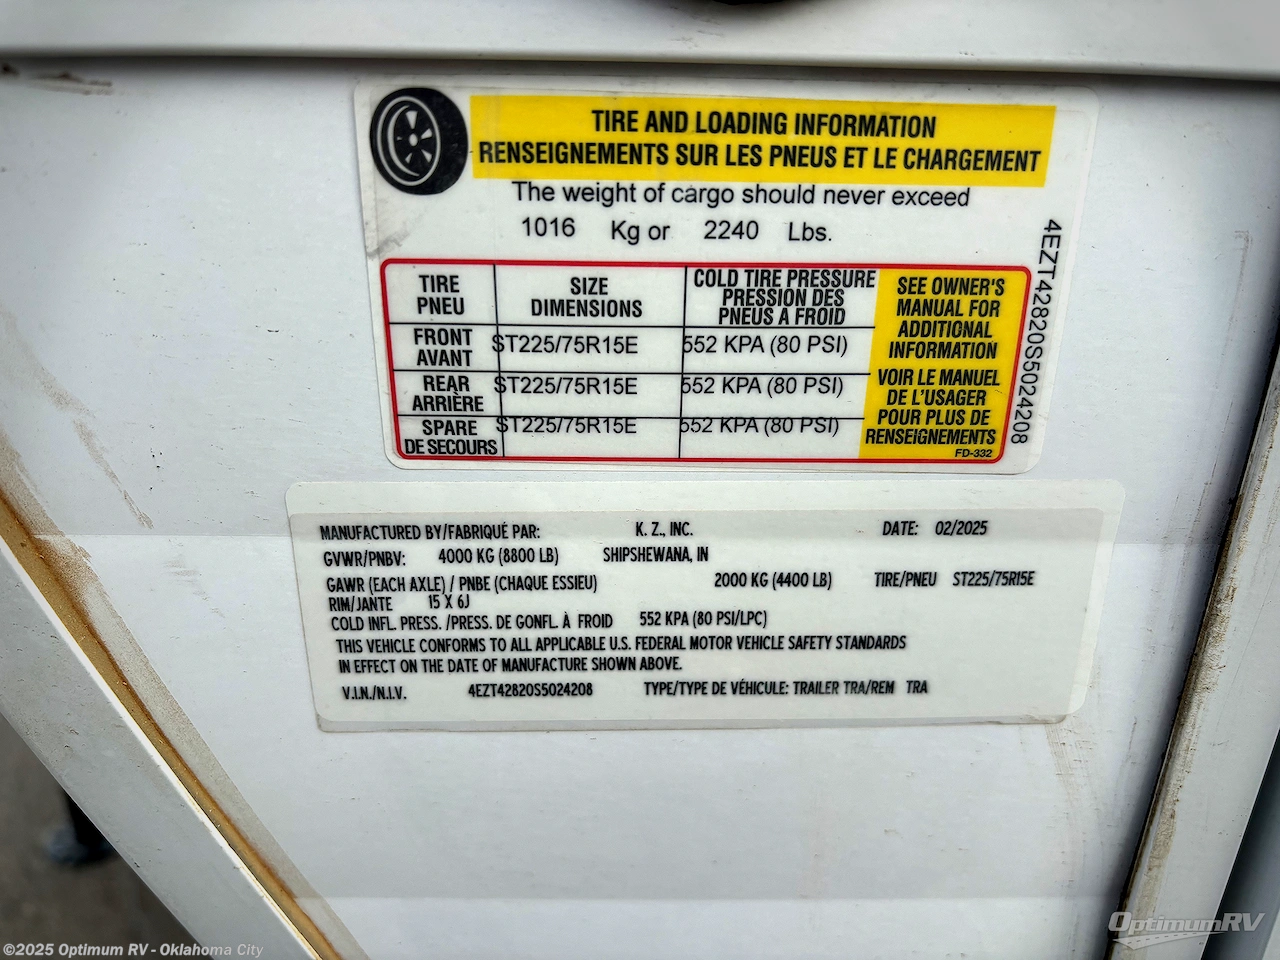 TIRE AND LOADING INFORMATION
RENSEIGNEMENTS SUR LES PNEUS ET LE CHARGEMENT
The weight of cargo should never exceed
1016 Kg or 2240 Lbs.
TIRE SIZE COLD TIRE PRESSURE
PNEU DIMENSIONS PRESSION DES
PNEUS A FROID
FRONT ST225/75R15E 552 KPA (80 PSI)
AVANT
REAR ST225/75R15E 552 KPA (80 PSI)
ARRIÈRE
SPARE ST225/75R15E 552 KPA (80 PSI)
DE SECOURS
SEE OWNER'S
MANUAL FOR
ADDITIONAL
INFORMATION
VOIR LE MANUEL
DE L'USAGER
POUR PLUS DE
RENSEIGNEMENTS
FD-332
4EZT42820S5024208
MANUFACTURED BY/FABRIQUÉ PAR: K. Z., INC. DATE: 02/2025
GVWR/PNBV: 4000 KG (8800 LB) SHIPSHEWANA, IN
GAWR (EACH AXLE) / PNBE (CHAQUE ESSIEU) 2000 KG (4400 LB) TIRE/PNEU ST225/75R15E
RIM/JANTE 15 X 6J
COLD INFL. PRESS. /PRESS. DE GONFL. À FROID 552 KPA (80 PSI/LPC)
THIS VEHICLE CONFORMS TO ALL APPLICABLE U.S. FEDERAL MOTOR VEHICLE SAFETY STANDARDS
IN EFFECT ON THE DATE OF MANUFACTURE SHOWN ABOVE.
V.I.N./N.I.V. 4EZT42820S5024208 TYPE/TYPE DE VÉHICULE: TRAILER TRA/REM TRA
©2025 Optimum RV - Oklahoma City
OptimumRV